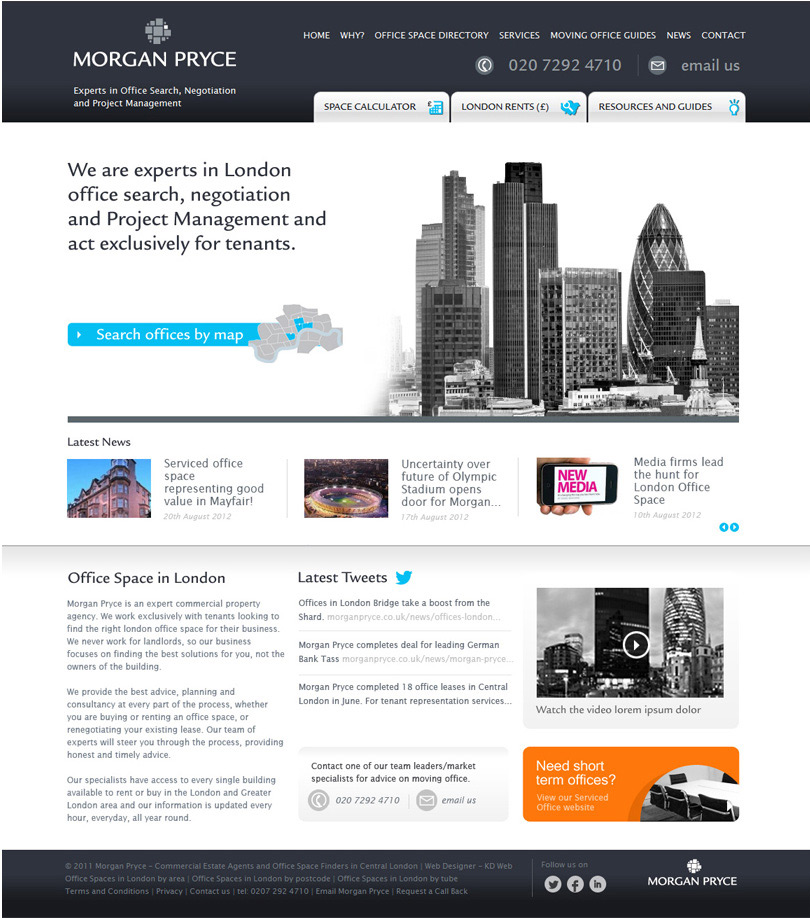 MORGAN PRYCE
Experts in Office Search, Negotiation
and Project Management
HOME WHY? OFFICE SPACE DIRECTORY SERVICES MOVING OFFICE GUIDES NEWS CONTACT
020 7292 4710 email us
SPACE CALCULATOR £ LONDON RENTS (£) RESOURCES AND GUIDES
We are experts in London
office search, negotiation
and Project Management and
act exclusively for tenants.
Search offices by map
Latest News
Serviced office
space
representing good
value in Mayfair!
20th August 2012
Uncertainty over
future of Olympic
Stadium opens
door for Morgan...
17th August 2012
NEW
MEDIA
Media firms lead
the hunt for
London Office
Space
10th August 2012
Office Space in London
Morgan Pryce is an expert commercial property
agency. We work exclusively with tenants looking to
find the right london office space for their business.
We never work for landlords, so our business
focuses on finding the best solutions for you, not the
owners of the building.
We provide the best advice, planning and
consultancy at every part of the process, whether
you are buying or renting an office space, or
renegotiating your existing lease. Our team of
experts will steer you through the process, providing
honest and timely advice.
Our specialists have access to every single building
available to rent or buy in the London and Greater
London area and our information is updated every
hour, everyday, all year round.
Latest Tweets
Offices in London Bridge take a boost from the
Shard. morganpryce.co.uk/news/offices-london...
Morgan Pryce completes deal for leading German
Bank Tass morganpryce.co.uk/news/morgan-pryce...
Morgan Pryce completed 18 office leases in Central
London in June. For tenant representation services...
Contact one of our team leaders/market
specialists for advice on moving office.
020 7292 4710 email us
Watch the video lorem ipsum dolor
Need short
term offices?
View our Serviced
Office website
© 2011 Morgan Pryce – Commercial Estate Agents and Office Space Finders in Central London | Web Designer – KD Web
Office Spaces in London by area | Office Spaces in London by postcode | Office Spaces in London by tube
Terms and Conditions | Privacy | Contact us | tel: 0207 292 4710 | Email Morgan Pryce | Request a Call Back
Follow us on
MORGAN PRYCE